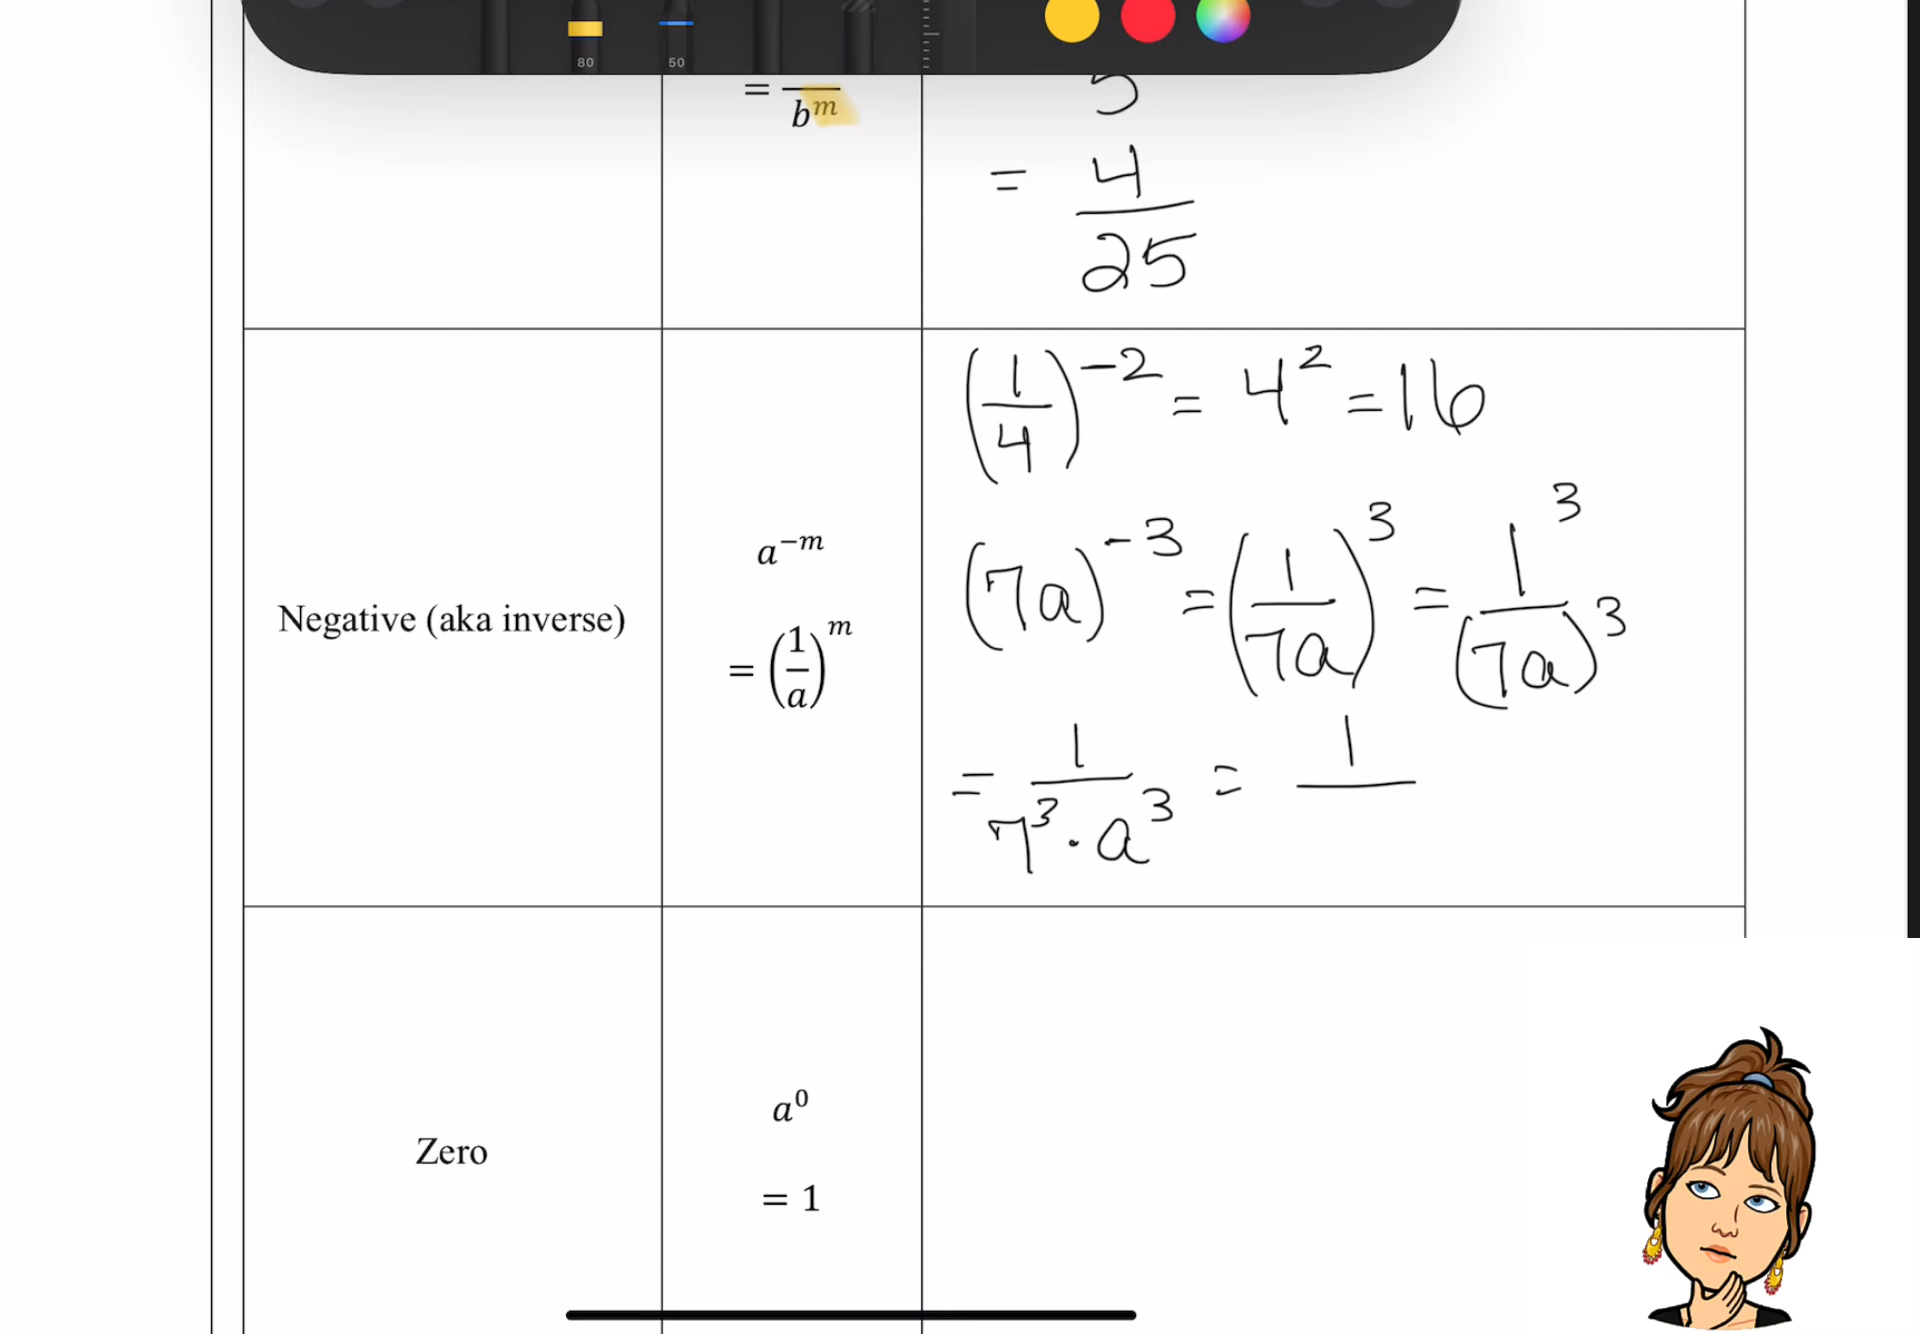 80 50
= — b^m
5
= 4/25
(1/4)^-2 = 4^2 = 16
a^-m
= (1/a)^m
Negative (aka inverse)
(7a)^-3 = (1/7a)^3 = 1^3/(7a)^3
= 1/(7^3 · a^3) = 1/
a^0
= 1
Zero